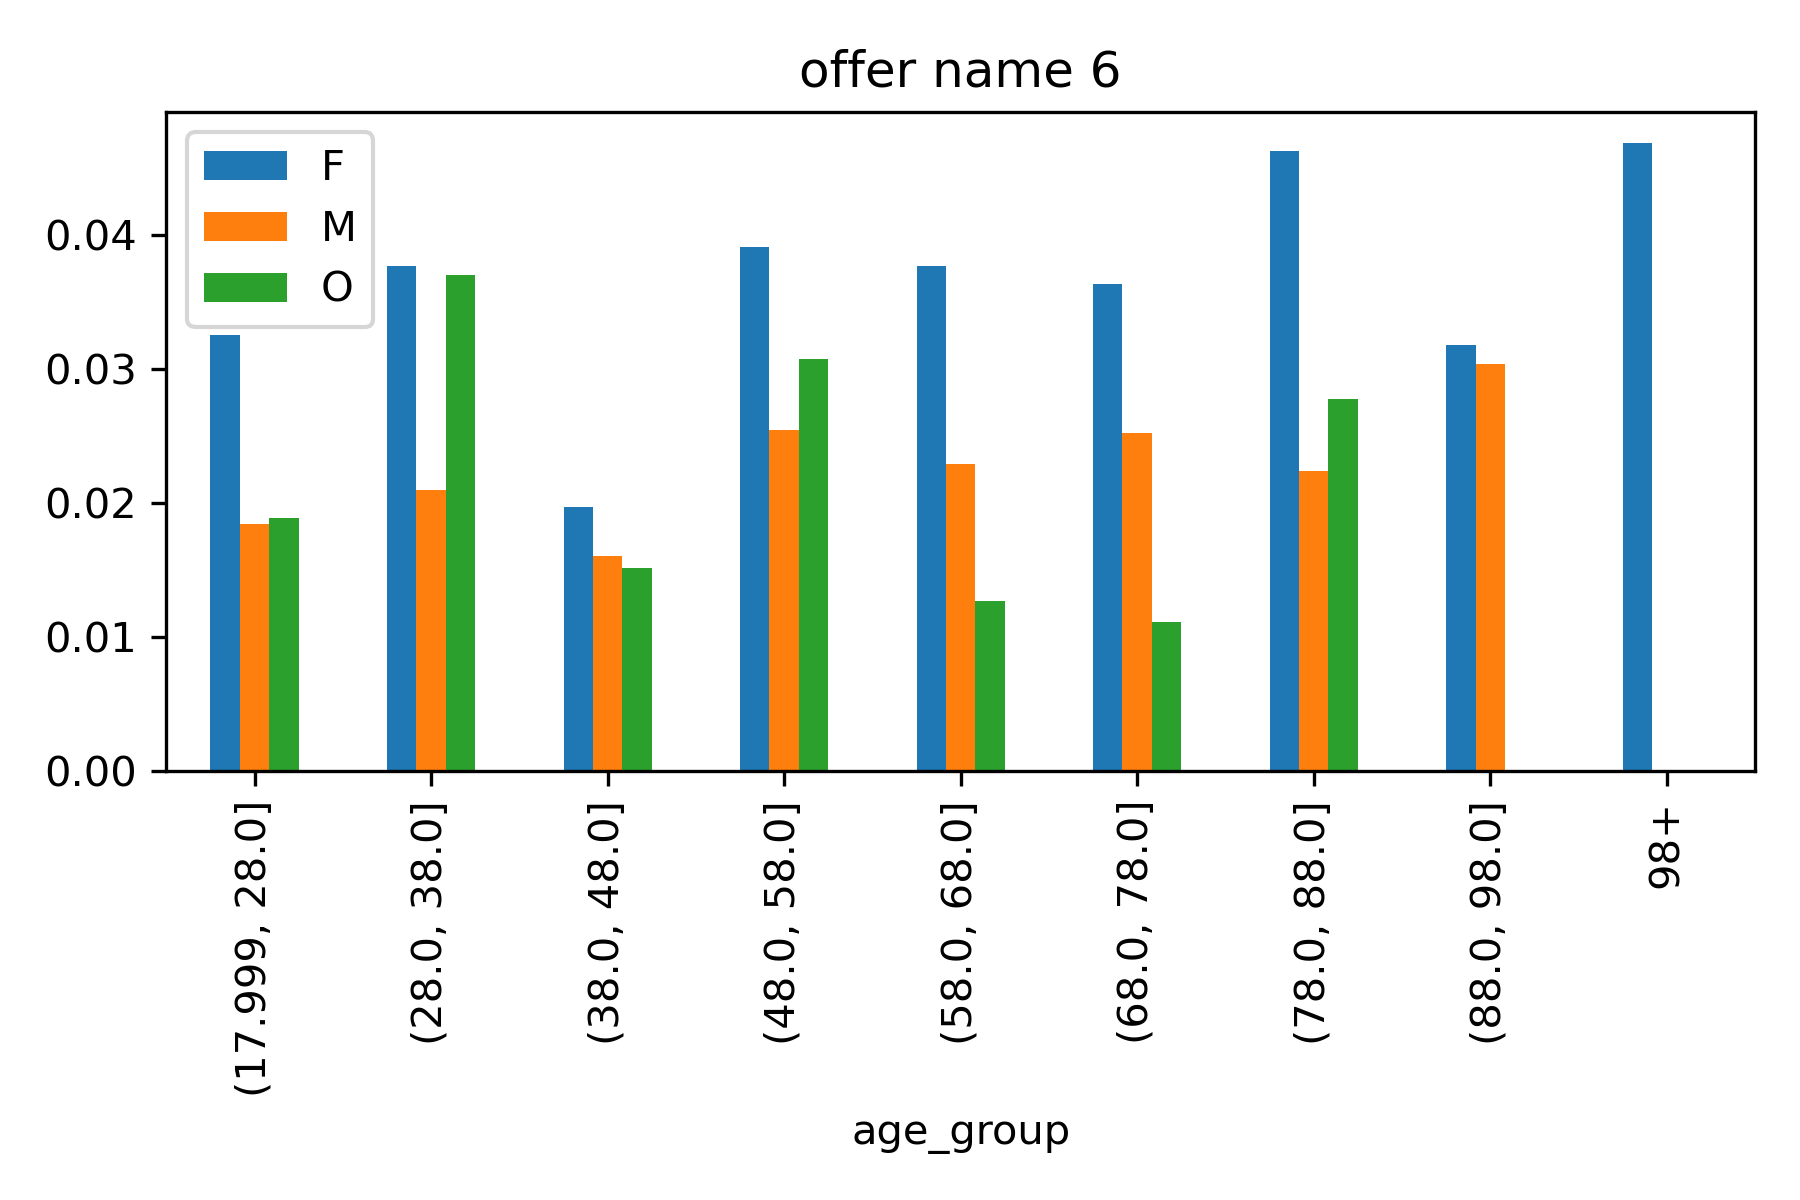 offer name 6
F
M
O
0.04
0.03
0.02
0.01
0.00
(17.999, 28.0]
(28.0, 38.0]
(38.0, 48.0]
(48.0, 58.0]
(58.0, 68.0]
(68.0, 78.0]
(78.0, 88.0]
(88.0, 98.0]
98+
age_group